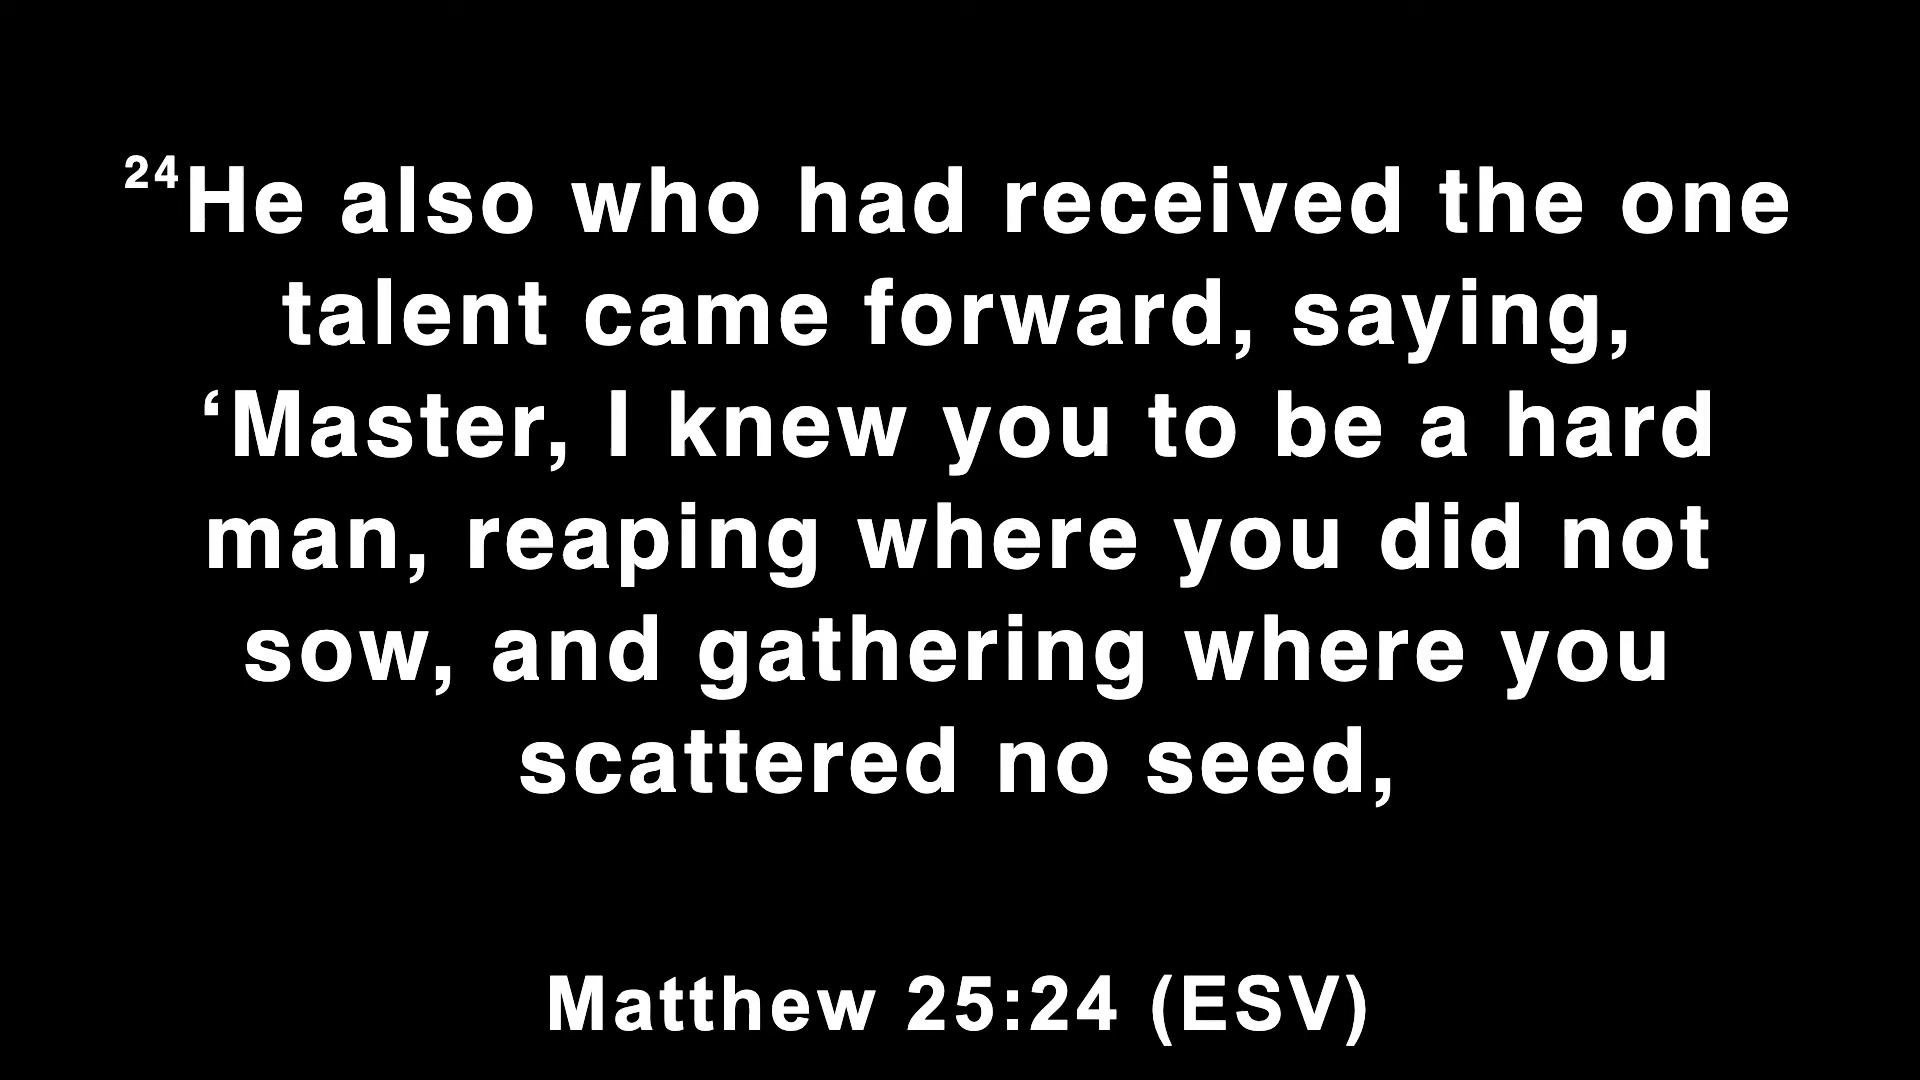 24He also who had received the one
talent came forward, saying,
‘Master, I knew you to be a hard
man, reaping where you did not
sow, and gathering where you
scattered no seed,
Matthew 25:24 (ESV)